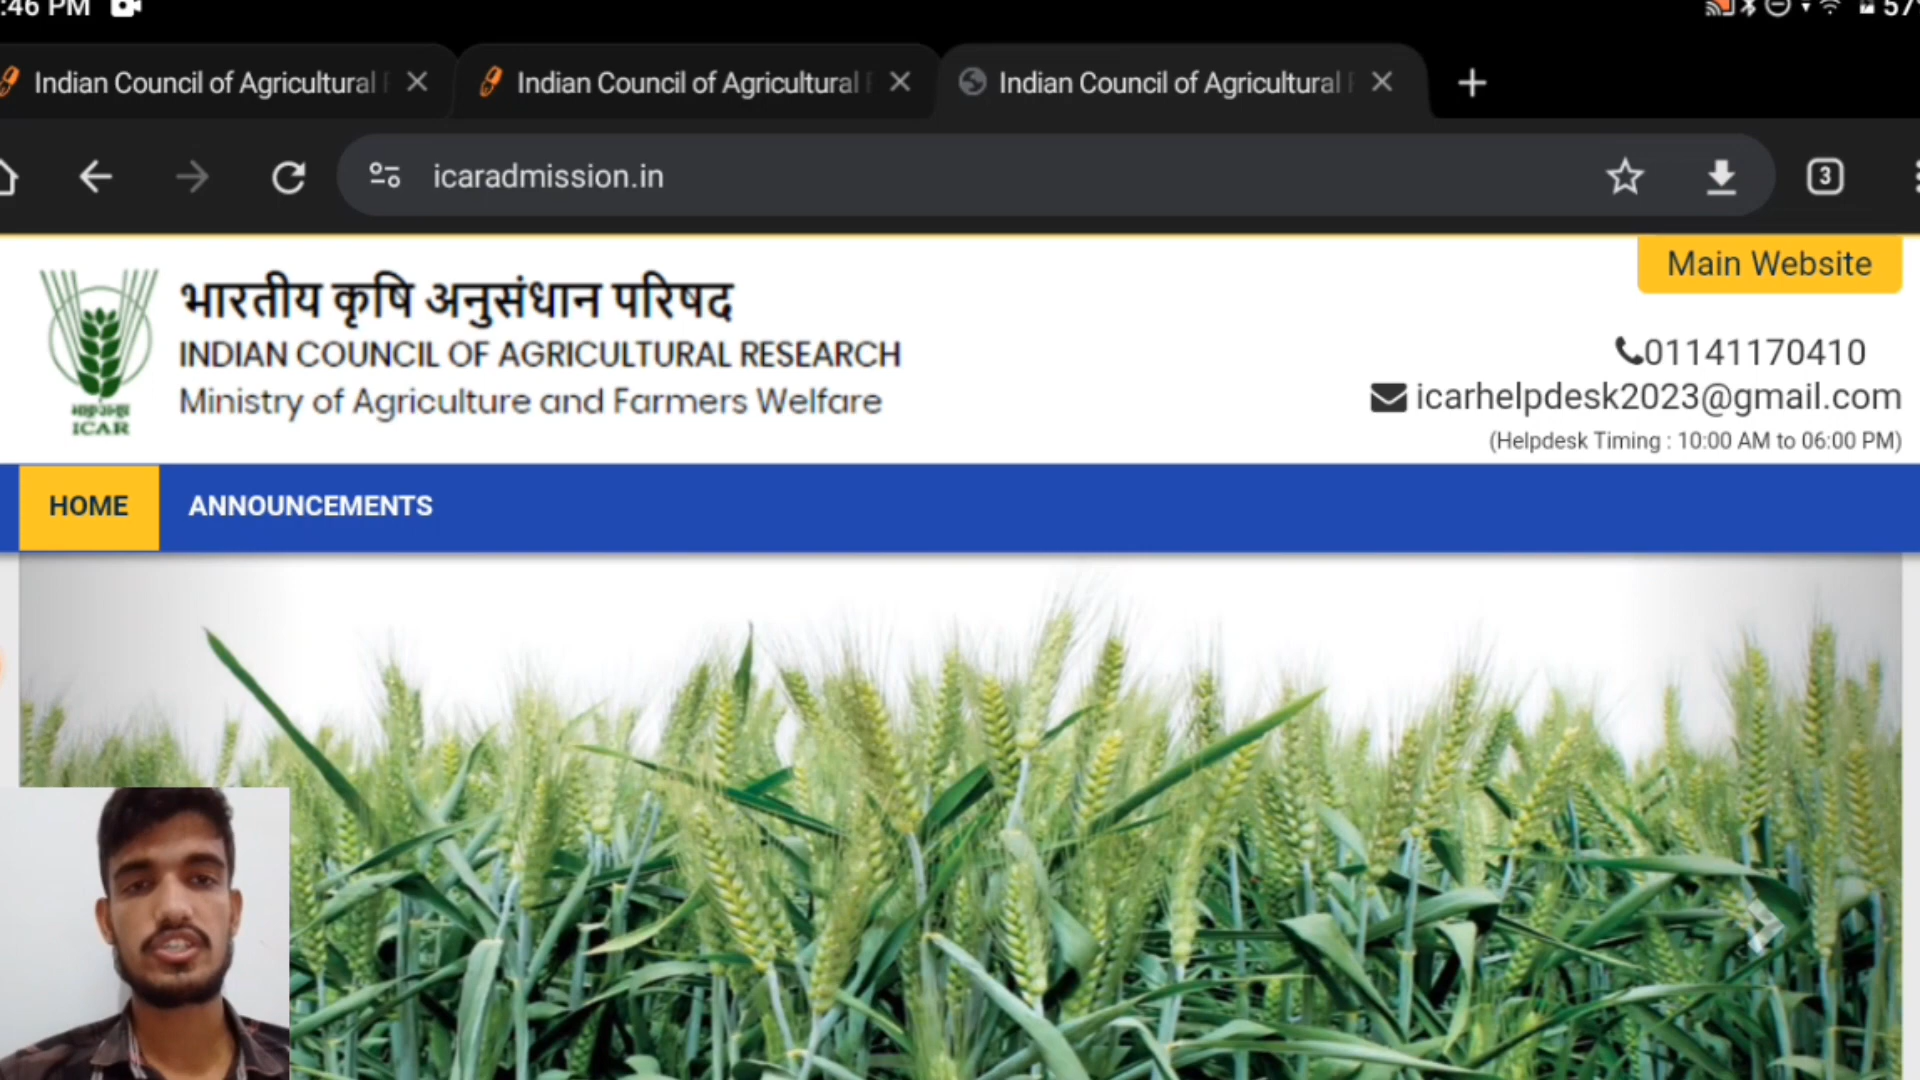 :46 PM
57
Indian Council of Agricultural
Indian Council of Agricultural
Indian Council of Agricultural
icaradmission.in
3
Main Website
भारतीय कृषि अनुसंधान परिषद
INDIAN COUNCIL OF AGRICULTURAL RESEARCH
Ministry of Agriculture and Farmers Welfare
भाकृअनुप
ICAR
01141170410
icarhelpdesk2023@gmail.com
(Helpdesk Timing : 10:00 AM to 06:00 PM)
HOME
ANNOUNCEMENTS